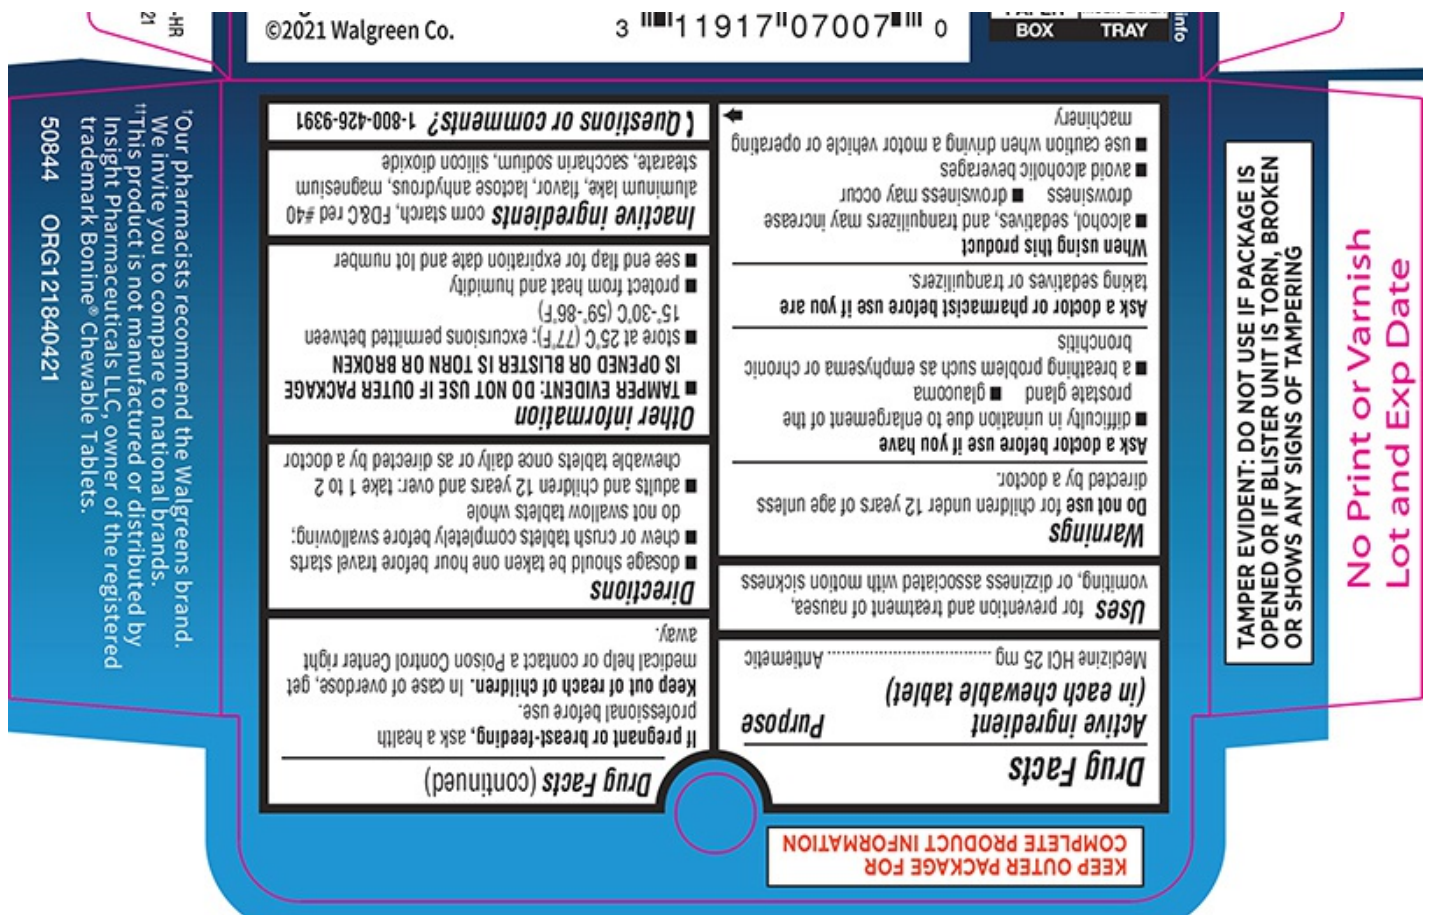 -HR
21
©2021 Walgreen Co.
3 11917 07007 0
BOX
TRAY
info
KEEP OUTER PACKAGE FOR
COMPLETE PRODUCT INFORMATION
Drug Facts
Active ingredient Purpose
(in each chewable tablet)
Meclizine HCl 25 mg ..................................... Antiemetic
Uses for prevention and treatment of nausea,
vomiting, or dizziness associated with motion sickness
Warnings
Do not use for children under 12 years of age unless
directed by a doctor.
Ask a doctor before use if you have
■ difficulty in urination due to enlargement of the
prostate gland ■ glaucoma
■ a breathing problem such as emphysema or chronic
bronchitis
Ask a doctor or pharmacist before use if you are
taking sedatives or tranquilizers.
When using this product
■ alcohol, sedatives, and tranquilizers may increase
drowsiness ■ drowsiness may occur
■ avoid alcoholic beverages
■ use caution when driving a motor vehicle or operating
machinery
Drug Facts (continued)
If pregnant or breast-feeding, ask a health
professional before use.
Keep out of reach of children. In case of overdose, get
medical help or contact a Poison Control Center right
away.
Directions
■ dosage should be taken one hour before travel starts
■ chew or crush tablets completely before swallowing;
do not swallow tablets whole
■ adults and children 12 years and over: take 1 to 2
chewable tablets once daily or as directed by a doctor
Other information
■ TAMPER EVIDENT: DO NOT USE IF OUTER PACKAGE
IS OPENED OR BLISTER IS TORN OR BROKEN
■ store at 25°C (77°F); excursions permitted between
15°-30°C (59°-86°F)
■ protect from heat and humidity
■ see end flap for expiration date and lot number
Inactive ingredients corn starch, FD&C red #40
aluminum lake, flavor, lactose anhydrous, magnesium
stearate, saccharin sodium, silicon dioxide
Questions or comments? 1-800-426-9391
†Our pharmacists recommend the Walgreens brand.
We invite you to compare to national brands.
††This product is not manufactured or distributed by
Insight Pharmaceuticals LLC, owner of the registered
trademark Bonine® Chewable Tablets.
50844 ORG121840421
TAMPER EVIDENT: DO NOT USE IF PACKAGE IS
OPENED OR IF BLISTER UNIT IS TORN, BROKEN
OR SHOWS ANY SIGNS OF TAMPERING
No Print or Varnish
Lot and Exp Date